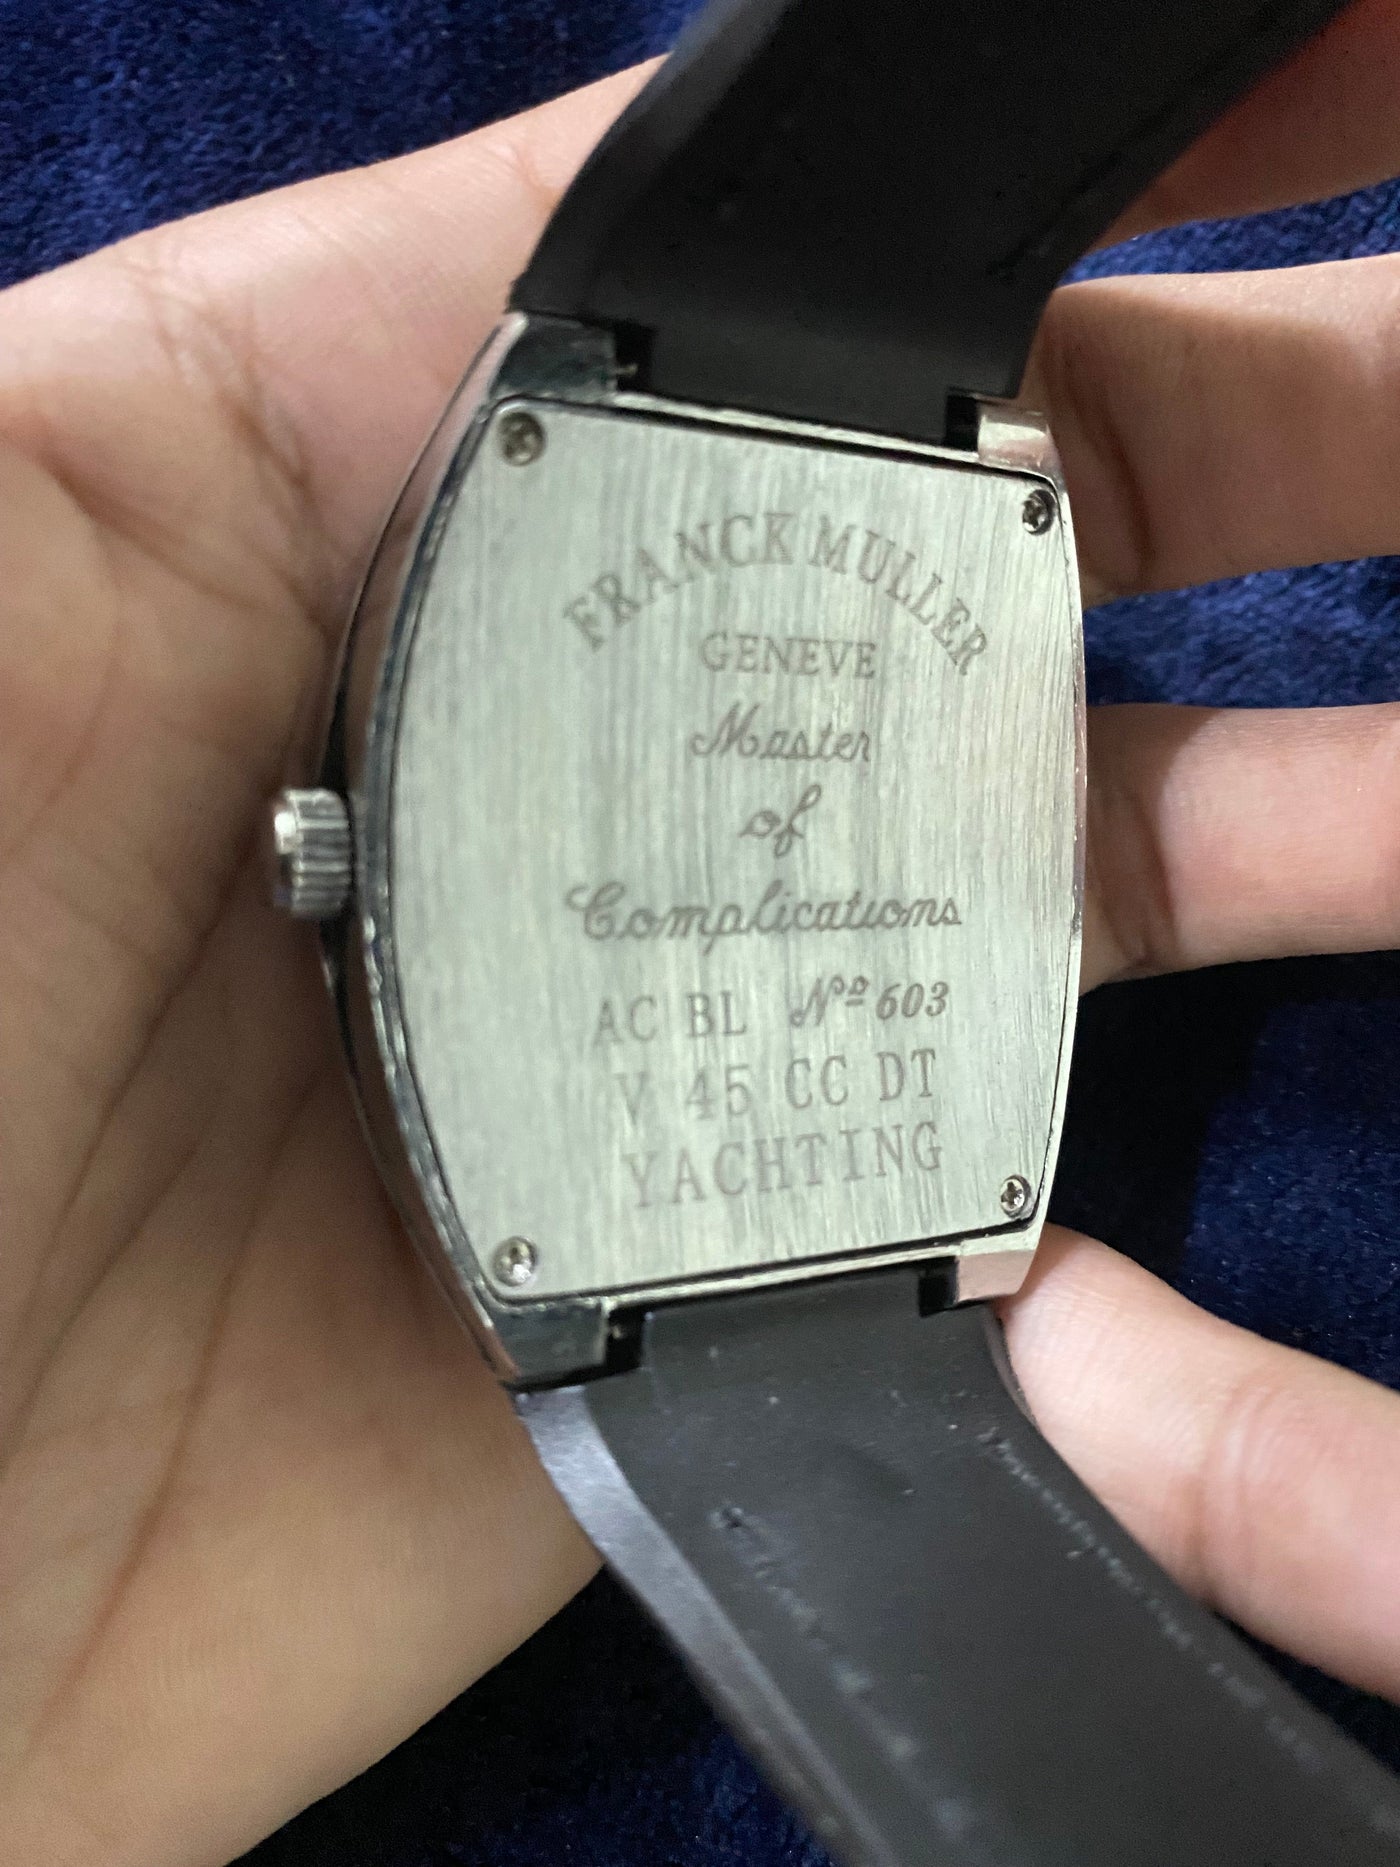 FRANCK MULLER
GENEVE
Master
of
Complications
AC BL Nº 603
V 45 CC DT
YACHTING